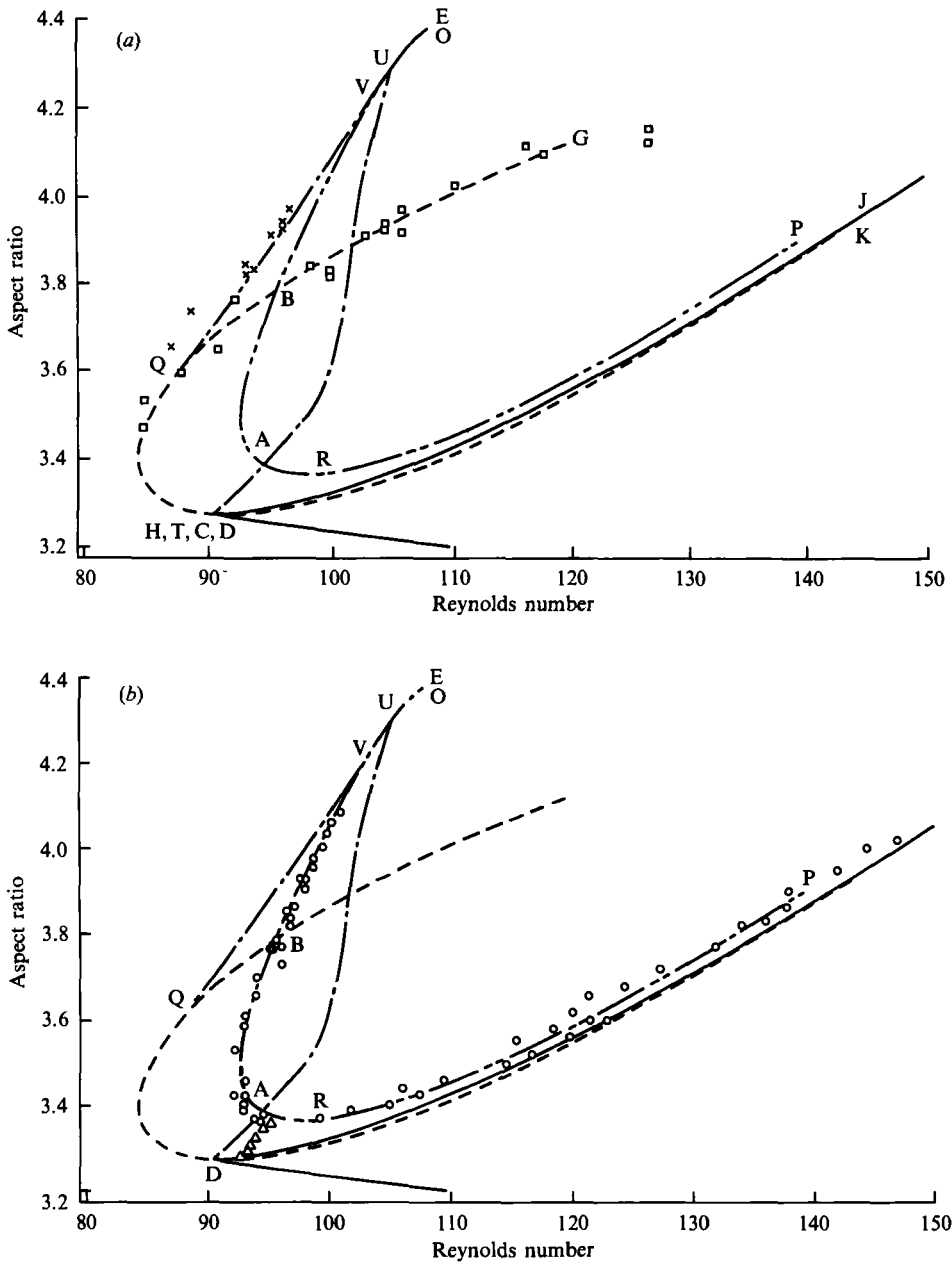 (a)
4.4
4.2
4.0
3.8
3.6
3.4
3.2
Aspect ratio
E
O
U
V
G
J
K
P
B
Q
A
R
H, T, C, D
80 90 100 110 120 130 140 150
Reynolds number
(b)
4.4
4.2
4.0
3.8
3.6
3.4
3.2
Aspect ratio
E
O
U
V
B
P
Q
A
R
D
80 90 100 110 120 130 140 150
Reynolds number